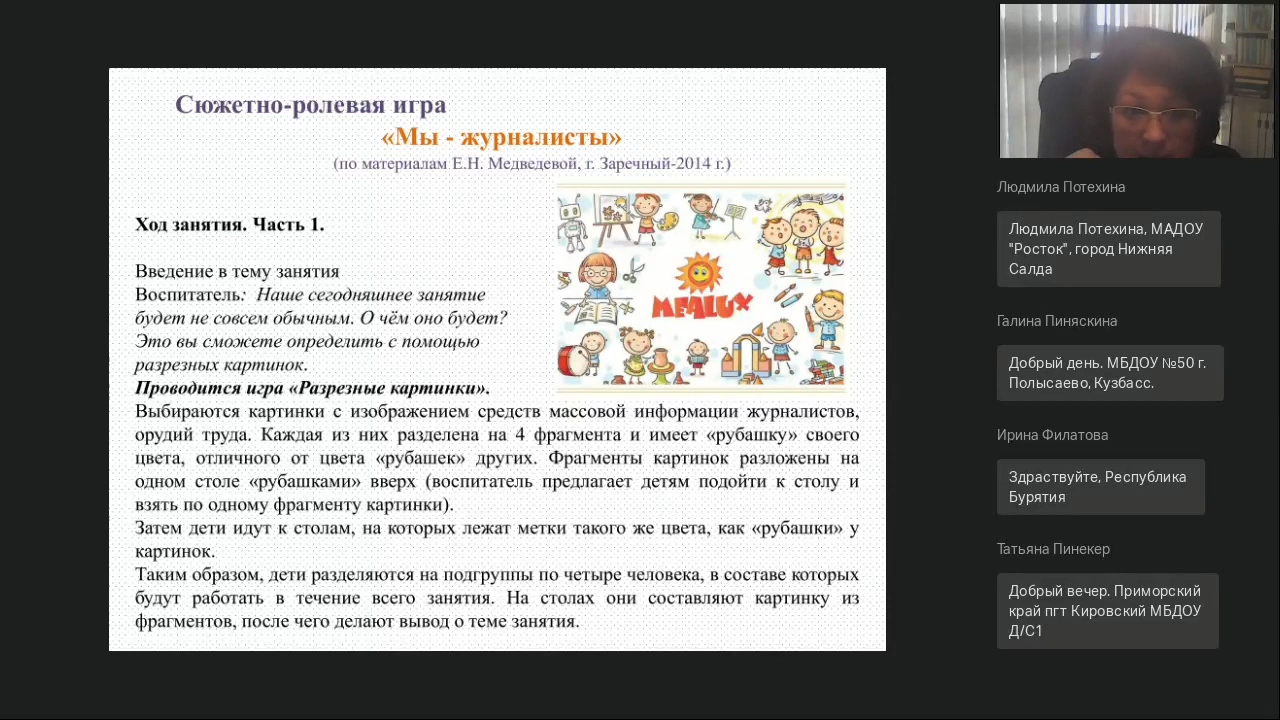 Сюжетно-ролевая игра
«Мы - журналисты»
(по материалам Е.Н. Медведевой, г. Заречный-2014 г.)
Ход занятия. Часть 1.
Введение в тему занятия
Воспитатель: Наше сегодняшнее занятие
будет не совсем обычным. О чём оно будет?
Это вы сможете определить с помощью
разрезных картинок.
Проводится игра «Разрезные картинки».
MEALUX
Выбираются картинки с изображением средств массовой информации журналистов,
орудий труда. Каждая из них разделена на 4 фрагмента и имеет «рубашку» своего
цвета, отличного от цвета «рубашек» других. Фрагменты картинок разложены на
одном столе «рубашками» вверх (воспитатель предлагает детям подойти к столу и
взять по одному фрагменту картинки).
Затем дети идут к столам, на которых лежат метки такого же цвета, как «рубашки» у
картинок.
Таким образом, дети разделяются на подгруппы по четыре человека, в составе которых
будут работать в течение всего занятия. На столах они составляют картинку из
фрагментов, после чего делают вывод о теме занятия.
Людмила Потехина
Людмила Потехина, МАДОУ
"Росток", город Нижняя
Салда
Галина Пиняскина
Добрый день. МБДОУ №50 г.
Полысаево, Кузбасс.
Ирина Филатова
Здраствуйте, Республика
Бурятия
Татьяна Пинекер
Добрый вечер. Приморский
край пгт Кировский МБДОУ
Д/С1